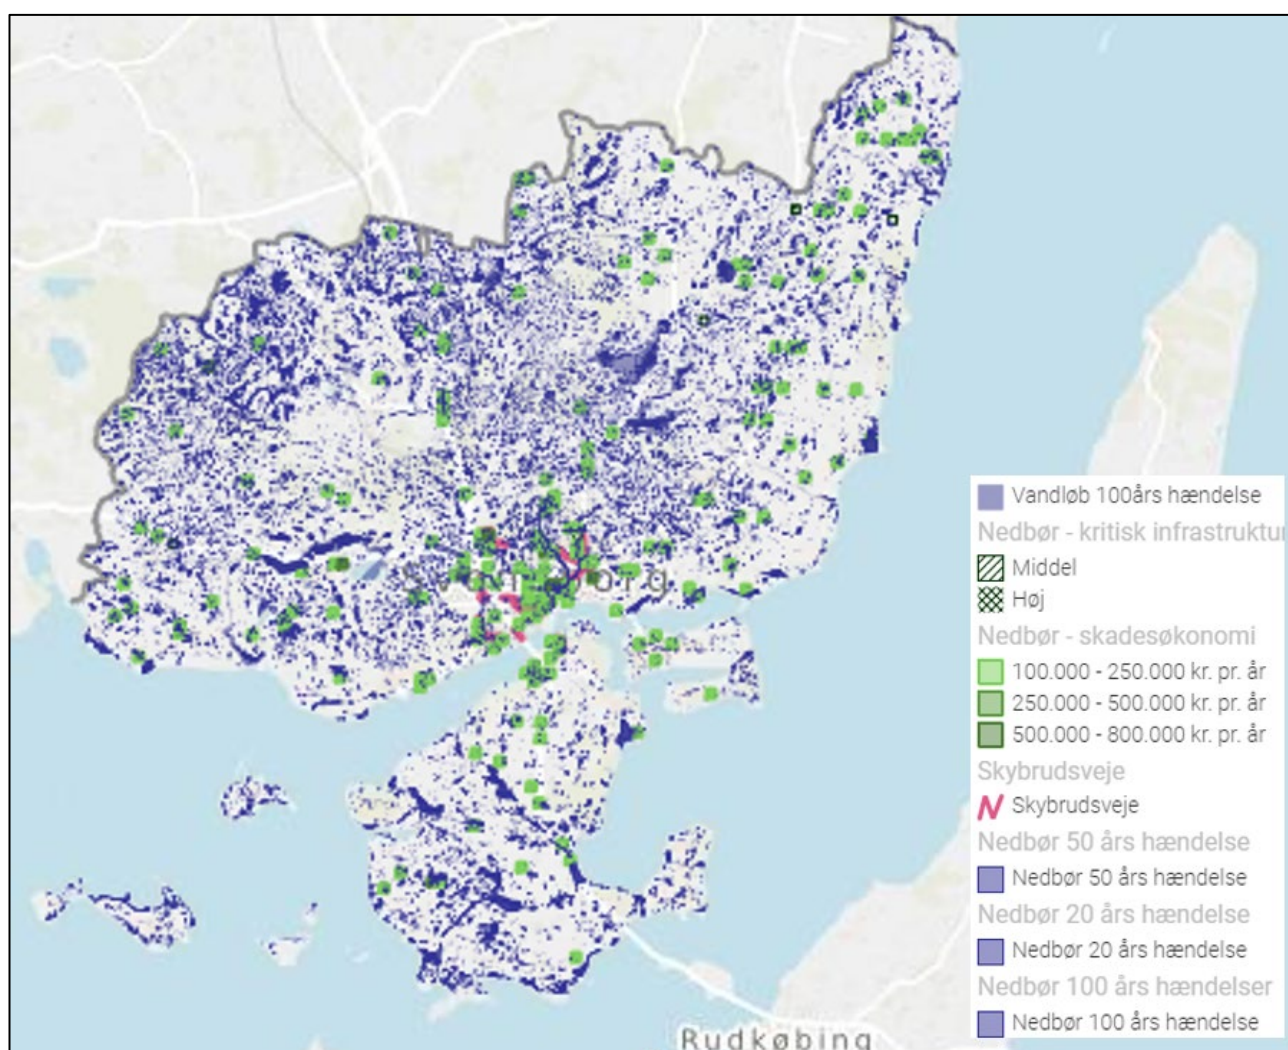 Svendborg
Vandløb 100års hændelse
Nedbør - kritisk infrastruktu
Middel
Høj
Nedbør - skadesøkonomi
100.000 - 250.000 kr. pr. år
250.000 - 500.000 kr. pr. år
500.000 - 800.000 kr. pr. år
Skybrudsveje
Skybrudsveje
Nedbør 50 års hændelse
Nedbør 50 års hændelse
Nedbør 20 års hændelse
Nedbør 20 års hændelse
Nedbør 100 års hændelser
Nedbør 100 års hændelse
Rudkøbing